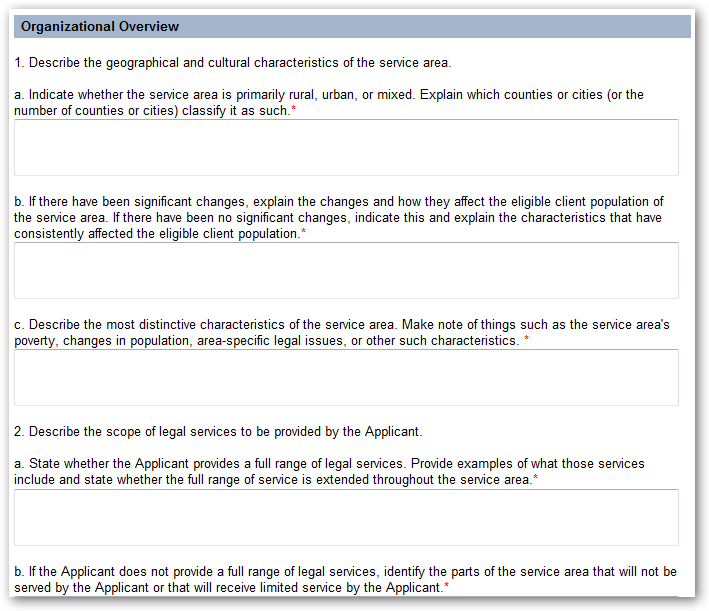 Organizational Overview
1. Describe the geographical and cultural characteristics of the service area.
a. Indicate whether the service area is primarily rural, urban, or mixed. Explain which counties or cities (or the
number of counties or cities) classify it as such.*
b. If there have been significant changes, explain the changes and how they affect the eligible client population of
the service area. If there have been no significant changes, indicate this and explain the characteristics that have
consistently affected the eligible client population.*
c. Describe the most distinctive characteristics of the service area. Make note of things such as the service area's
poverty, changes in population, area-specific legal issues, or other such characteristics. *
2. Describe the scope of legal services to be provided by the Applicant.
a. State whether the Applicant provides a full range of legal services. Provide examples of what those services
include and state whether the full range of service is extended throughout the service area.*
b. If the Applicant does not provide a full range of legal services, identify the parts of the service area that will not be
served by the Applicant or that will receive limited service by the Applicant.*